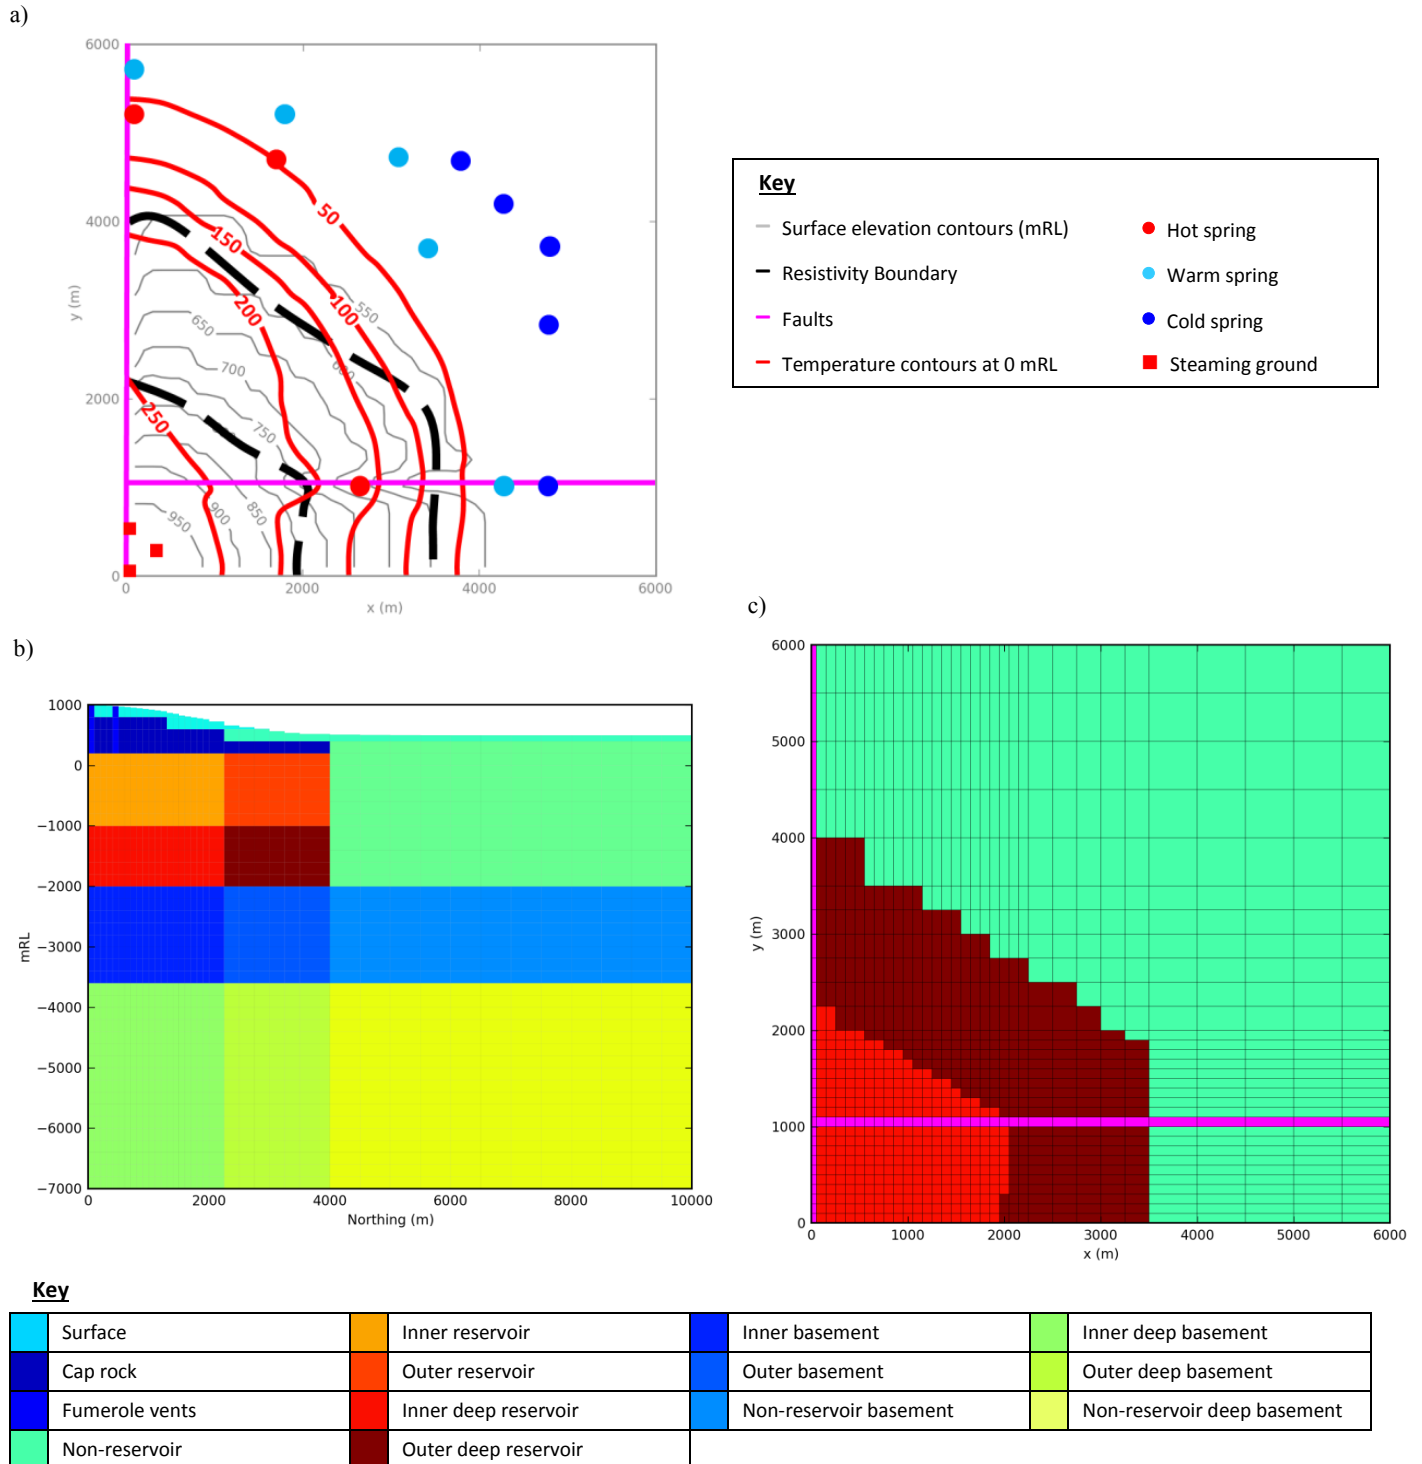 a)
6000
4000
2000
0
y (m)
0
2000
4000
6000
x (m)
50
150
100
200
250
550
650
700
750
850
900
950
Key
Surface elevation contours (mRL)
Resistivity Boundary
Faults
Temperature contours at 0 mRL
Hot spring
Warm spring
Cold spring
Steaming ground
b)
1000
0
−1000
−2000
−3000
−4000
−5000
−6000
−7000
mRL
0
2000
4000
6000
8000
10000
Northing (m)
c)
6000
5000
4000
3000
2000
1000
0
y (m)
0
1000
2000
3000
4000
5000
6000
x (m)
Key
Surface
Inner reservoir
Inner basement
Inner deep basement
Cap rock
Outer reservoir
Outer basement
Outer deep basement
Fumerole vents
Inner deep reservoir
Non-reservoir basement
Non-reservoir deep basement
Non-reservoir
Outer deep reservoir